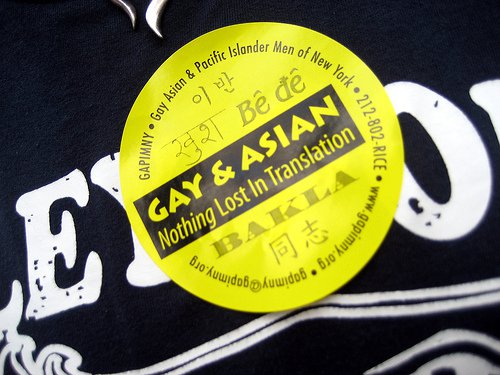 GAPIMNY • Gay Asian & Pacific Islander Men of New York • 212-802-RICE • www.gapimny.org • gapimny@gapimny.org
이반
Bê đê
खुश
GAY & ASIAN
Nothing Lost In Translation
BAKLA
同志